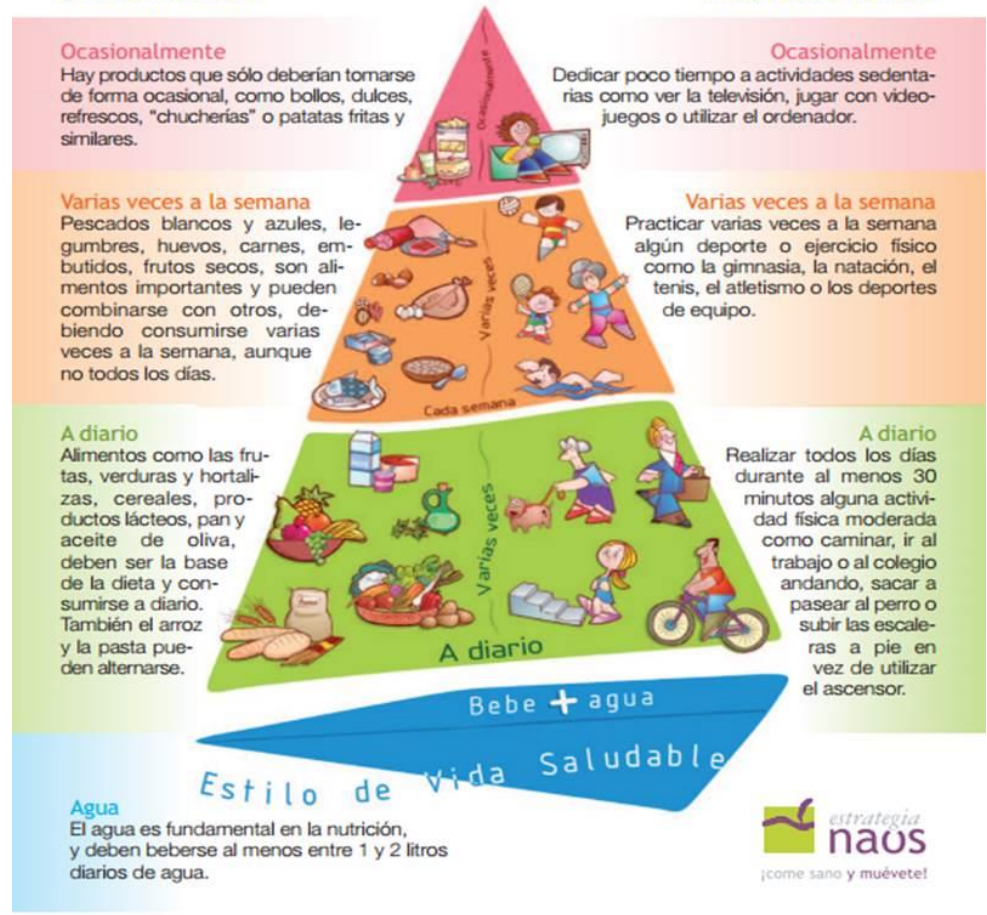 Ocasionalmente
Hay productos que sólo deberían tomarse
de forma ocasional, como bollos, dulces,
refrescos, "chucherías" o patatas fritas y
similares.
Ocasionalmente
Dedicar poco tiempo a actividades sedenta-
rias como ver la televisión, jugar con video-
juegos o utilizar el ordenador.
Ocasionalmente
Varias veces a la semana
Pescados blancos y azules, le-
gumbres, huevos, carnes, em-
butidos, frutos secos, son ali-
mentos importantes y pueden
combinarse con otros, de-
biendo consumirse varias
veces a la semana, aunque
no todos los días.
Varias veces a la semana
Practicar varias veces a la semana
algún deporte o ejercicio físico
como la gimnasia, la natación, el
tenis, el atletismo o los deportes
de equipo.
Varias veces
Cada semana
A diario
Alimentos como las fru-
tas, verduras y hortali-
zas, cereales, pro-
ductos lácteos, pan y
aceite de oliva,
deben ser la base
de la dieta y con-
sumirse a diario.
También el arroz
y la pasta pue-
den alternarse.
A diario
Realizar todos los días
durante al menos 30
minutos alguna activi-
dad física moderada
como caminar, ir al
trabajo o al colegio
andando, sacar a
pasear al perro o
subir las escale-
ras a pie en
vez de utilizar
el ascensor.
Varias veces
A diario
Bebe + agua
Estilo de Vida Saludable
Agua
El agua es fundamental en la nutrición,
y deben beberse al menos entre 1 y 2 litros
diarios de agua.
estrategia
naos
¡come sano y muévete!